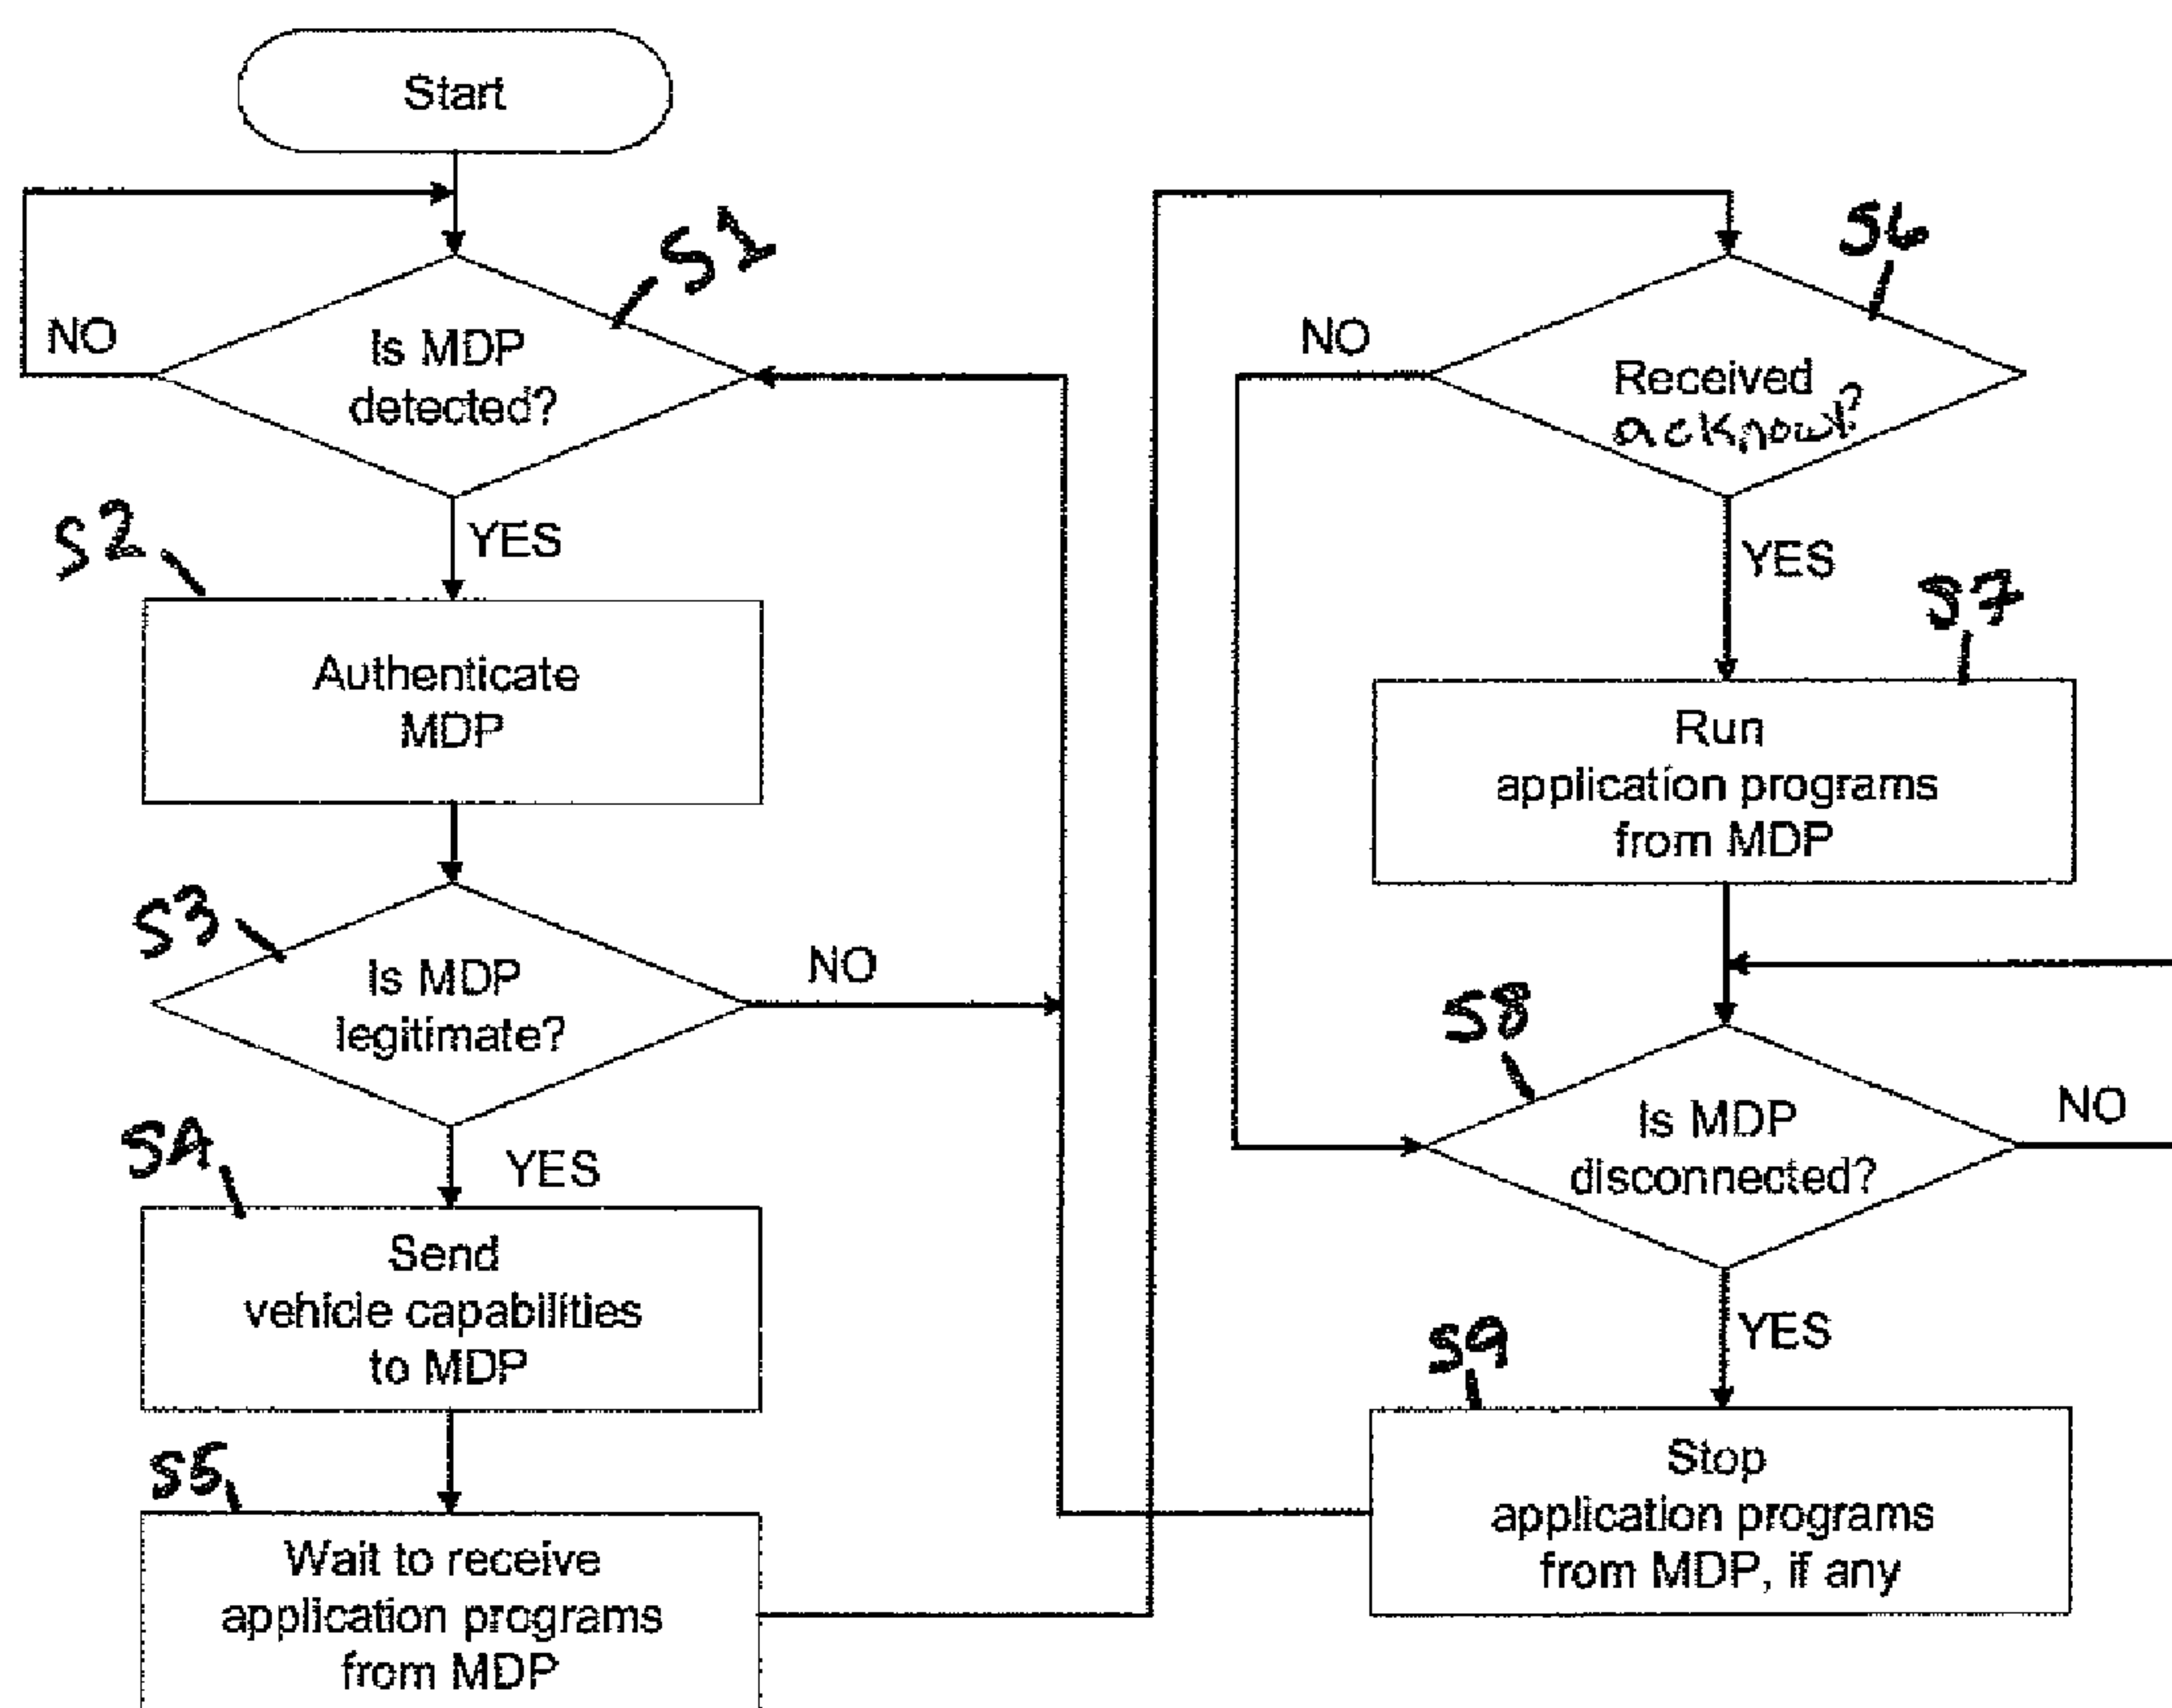 Start
S1
NO
Is MDP
detected?
YES
S2
Authenticate
MDP
S3
Is MDP
legitimate?
NO
S4
YES
Send
vehicle capabilities
to MDP
S5
Wait to receive
application programs
from MDP
S6
NO
Received
acknowl?
YES
S7
Run
application programs
from MDP
S8
Is MDP
disconnected?
NO
YES
S9
Stop
application programs
from MDP, if any